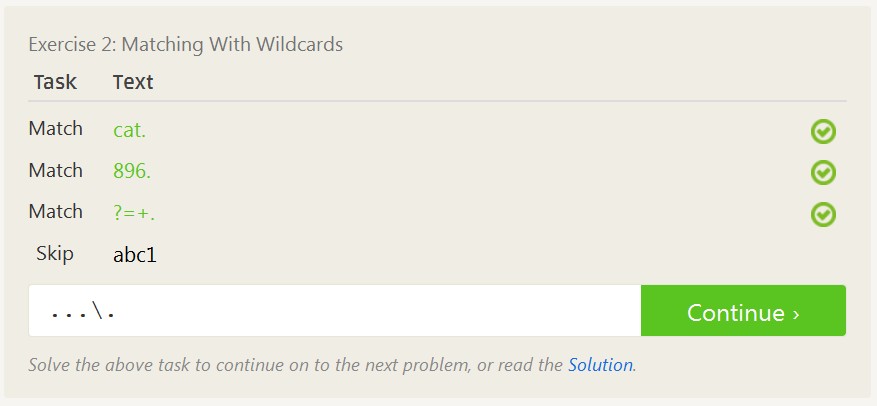 Exercise 2: Matching With Wildcards
Task Text
Match cat.
Match 896.
Match ?=+.
Skip abc1
...\.
Continue ›
Solve the above task to continue on to the next problem, or read the Solution.